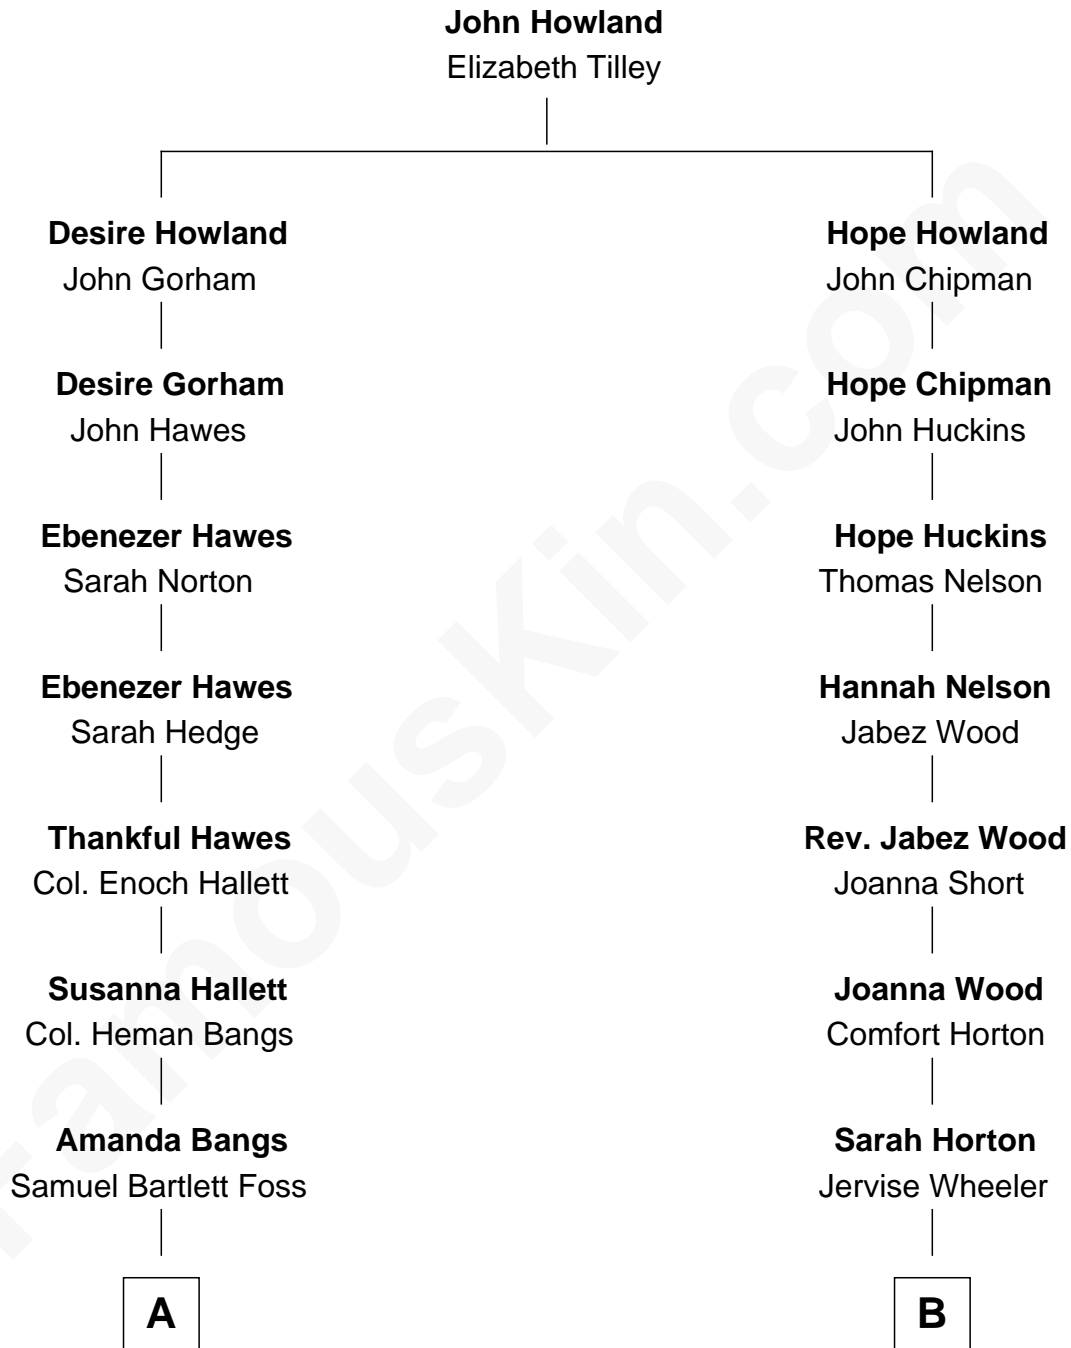 John Howland
Elizabeth Tilley
Desire Howland
John Gorham
Hope Howland
John Chipman
Desire Gorham
John Hawes
Hope Chipman
John Huckins
Ebenezer Hawes
Sarah Norton
Hope Huckins
Thomas Nelson
Ebenezer Hawes
Sarah Hedge
Hannah Nelson
Jabez Wood
Thankful Hawes
Col. Enoch Hallett
Rev. Jabez Wood
Joanna Short
Susanna Hallett
Col. Heman Bangs
Joanna Wood
Comfort Horton
Amanda Bangs
Samuel Bartlett Foss
Sarah Horton
Jervise Wheeler
A
B
FamousKin.com